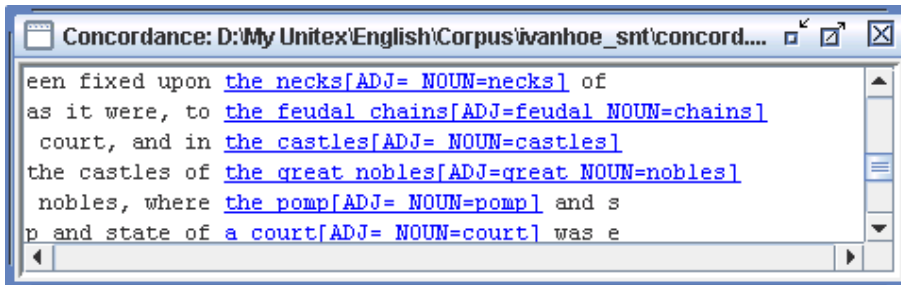 Concordance: D:\My Unitex\English\Corpus\ivanhoe_snt\concord....
een fixed upon the necks[ADJ= NOUN=necks] of
as it were, to the feudal chains[ADJ=feudal NOUN=chains]
court, and in the castles[ADJ= NOUN=castles]
the castles of the great nobles[ADJ=great NOUN=nobles]
nobles, where the pomp[ADJ= NOUN=pomp] and s
p and state of a court[ADJ= NOUN=court] was e